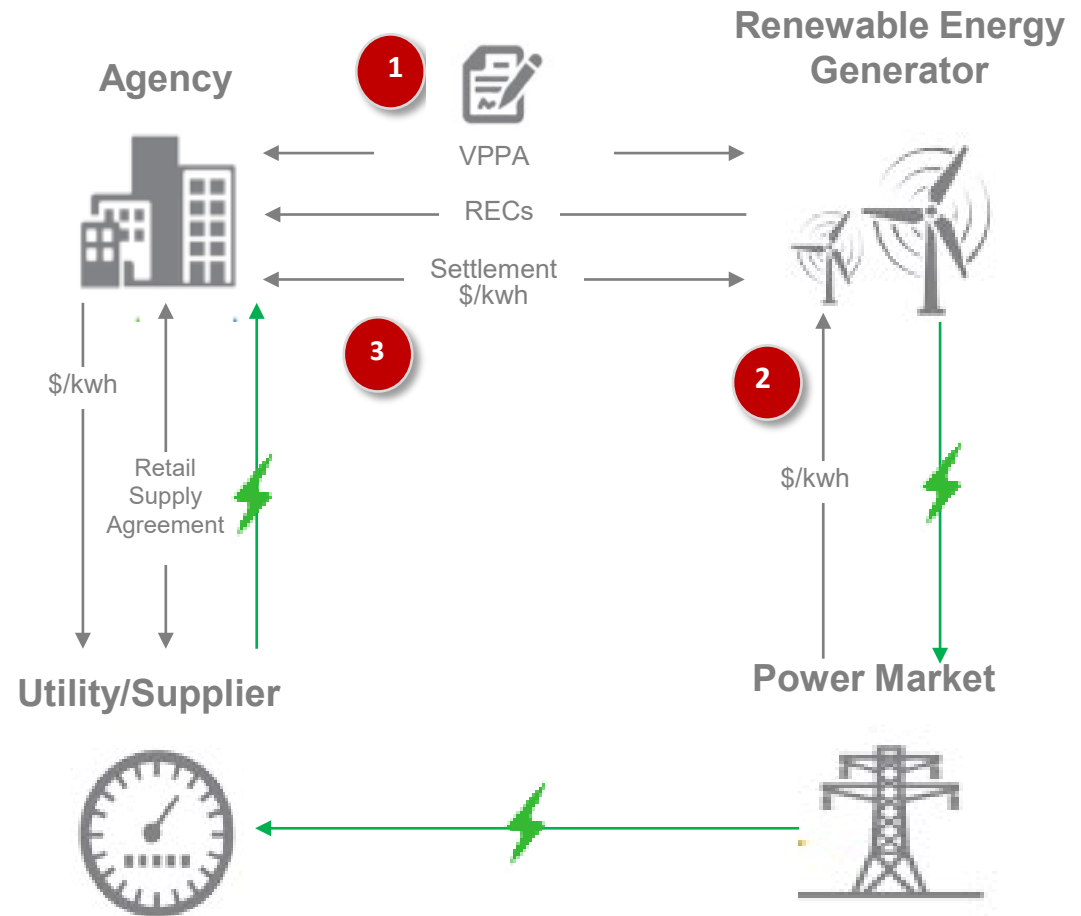 Renewable Energy
Generator
Agency
1
VPPA
RECs
Settlement
$/kwh
3
2
$/kwh
Retail
Supply
Agreement
$/kwh
Utility/Supplier
Power Market